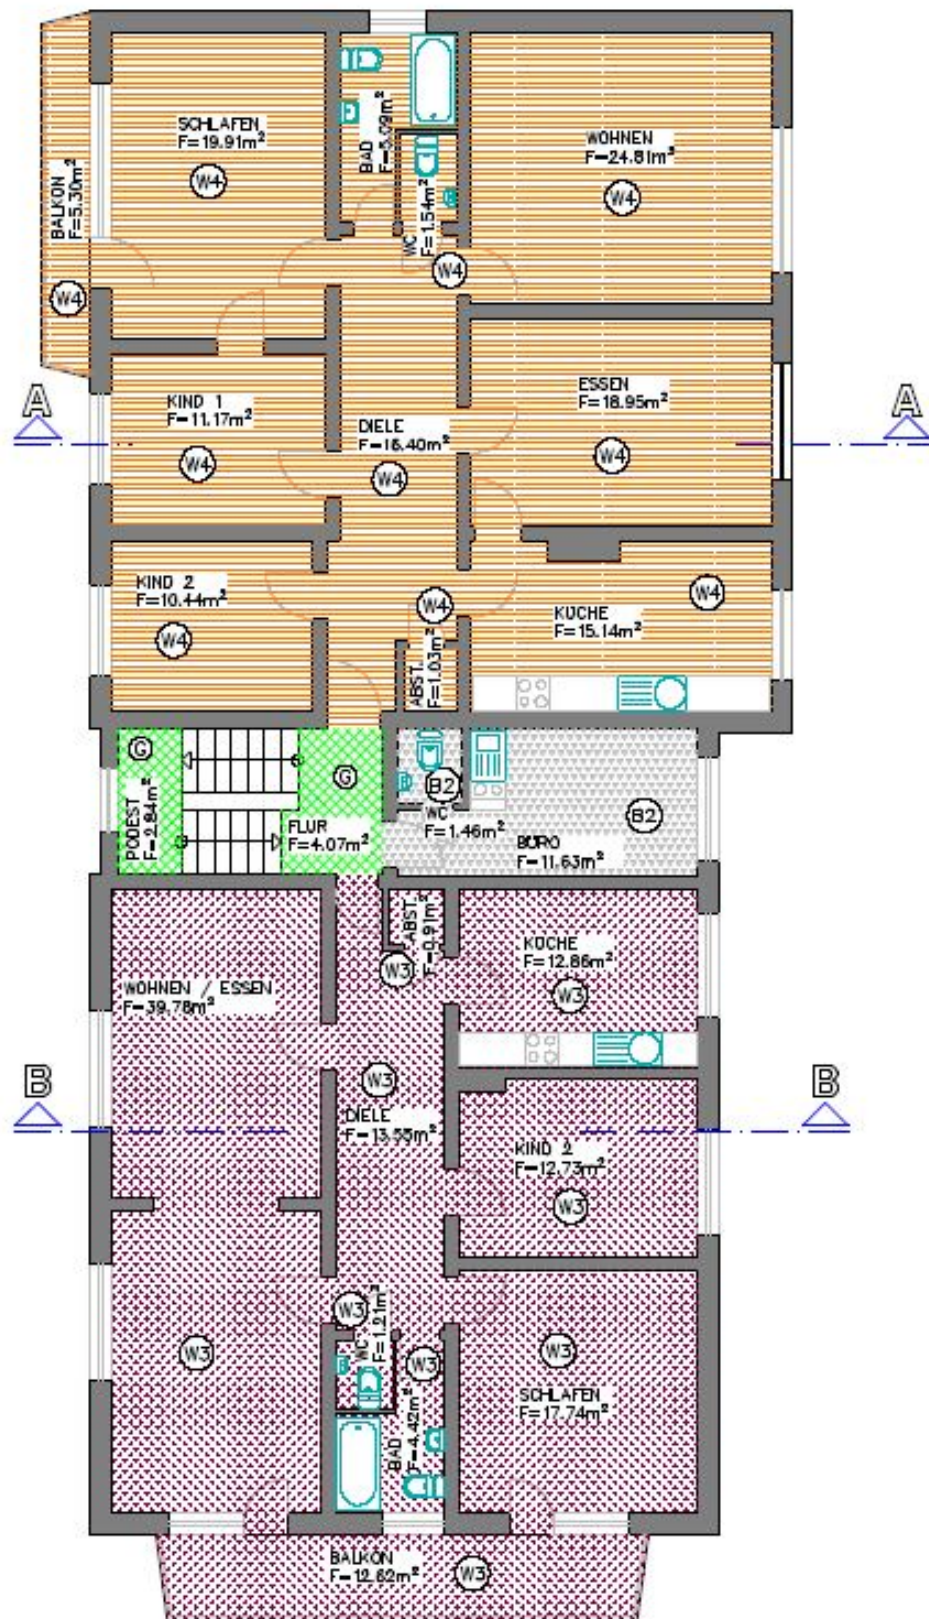 SCHLAFEN
F=19.91m²
W4
BAD
F=5.09m²
WC
F=1.54m²
WOHNEN
F=24.81m²
W4
BALKON
F=5.30m²
W4
W4
A
KIND 1
F=11.17m²
W4
DIELE
F=16.40m²
W4
ESSEN
F=18.95m²
W4
A
KIND 2
F=10.44m²
W4
W4
ABST.
F=1.03m²
KÜCHE
F=15.14m²
W4
G
PODEST
F=2.84m²
G
FLUR
F=4.07m²
B2
WC
F=1.46m²
B2
BÜRO
F=11.63m²
WOHNEN / ESSEN
F=39.78m²
ABST.
F=0.91m²
W3
KÜCHE
F=12.86m²
W3
B
W3
DIELE
F=13.55m²
KIND 2
F=12.73m²
W3
B
W3
W3
WC
F=1.21m²
W3
BAD
F=4.42m²
W3
SCHLAFEN
F=17.74m²
BALKON
F=12.62m²
W3